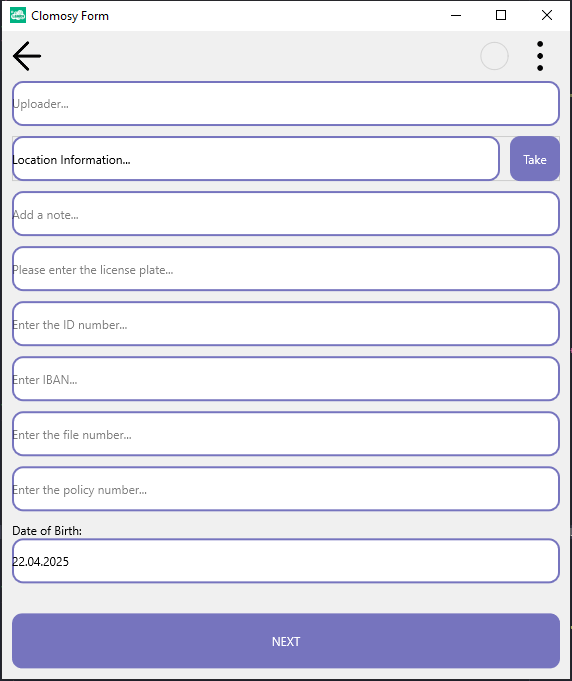 Clomosy Form
Uploader...
Location Information...
Take
Add a note...
Please enter the license plate...
Enter the ID number...
Enter IBAN...
Enter the file number...
Enter the policy number...
Date of Birth:
22.04.2025
NEXT